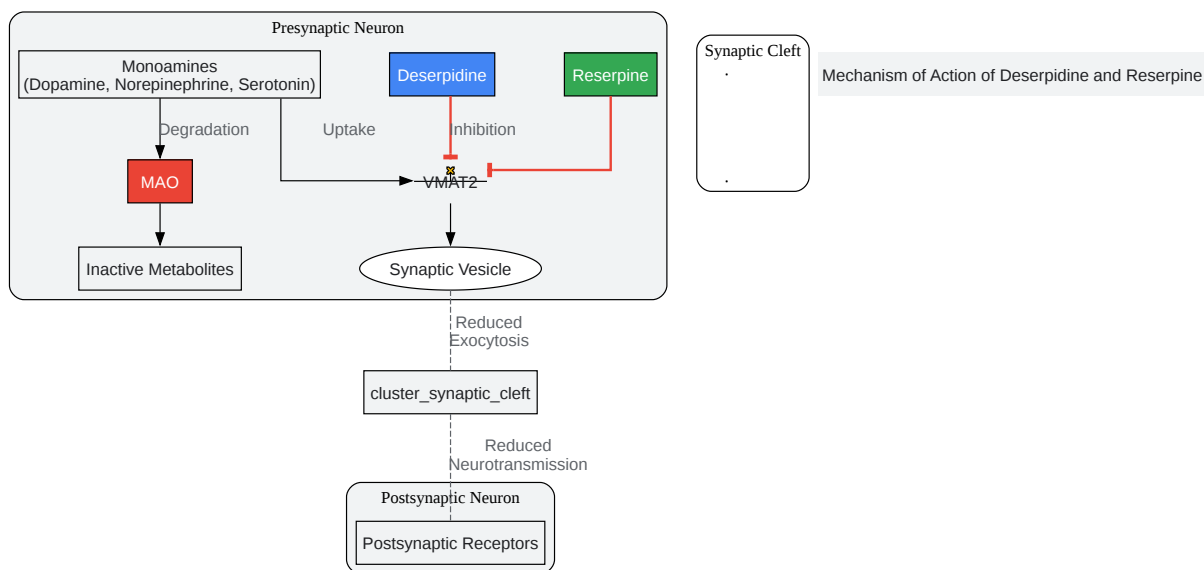 Presynaptic Neuron
Monoamines
(Dopamine, Norepinephrine, Serotonin)
Deserpidine
Reserpine
Synaptic Cleft
.
.
Mechanism of Action of Deserpidine and Reserpine
Degradation
Uptake
Inhibition
MAO
VMAT2
Inactive Metabolites
Synaptic Vesicle
Reduced
Exocytosis
cluster_synaptic_cleft
Reduced
Neurotransmission
Postsynaptic Neuron
Postsynaptic Receptors